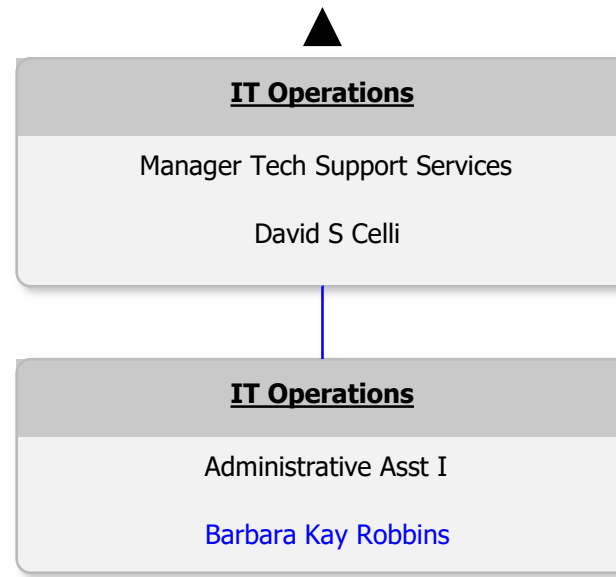 IT Operations
Manager Tech Support Services
David S Celli
IT Operations
Administrative Asst I
Barbara Kay Robbins